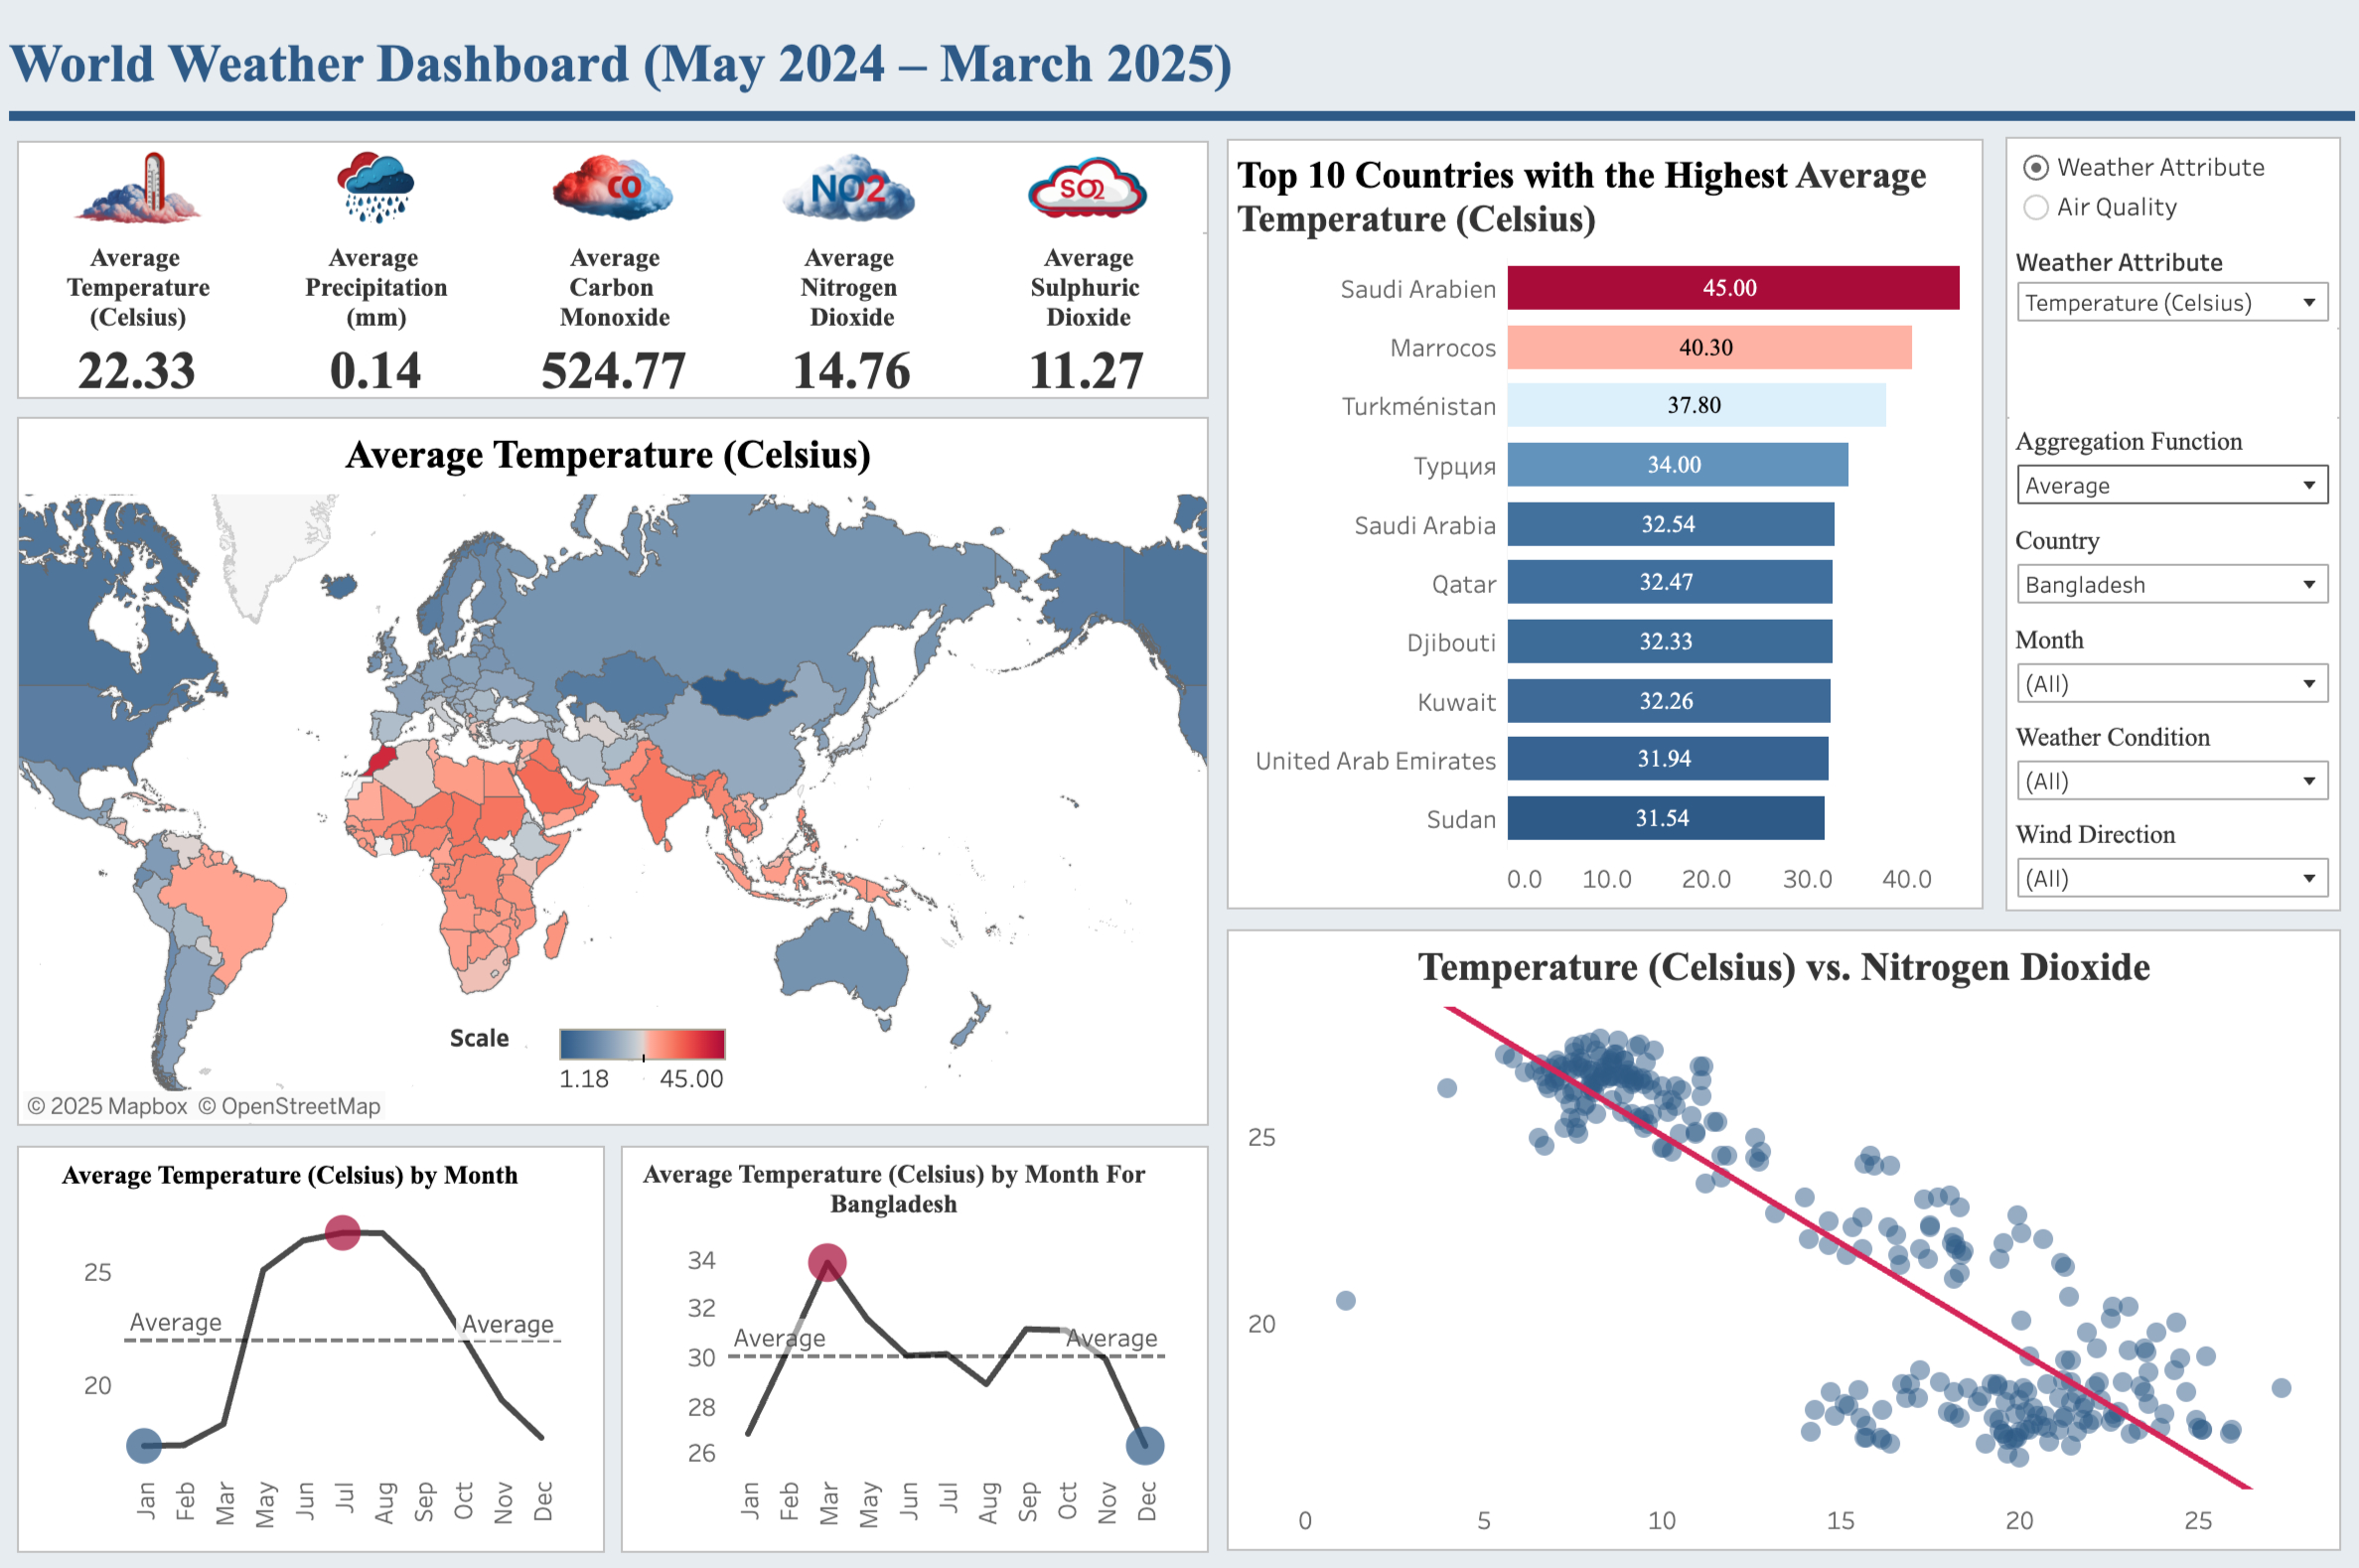 World Weather Dashboard (May 2024 – March 2025)
CO
NO2
SO2
Average
Temperature
(Celsius)
22.33
Average
Precipitation
(mm)
0.14
Average
Carbon
Monoxide
524.77
Average
Nitrogen
Dioxide
14.76
Average
Sulphuric
Dioxide
11.27
Average Temperature (Celsius)
Scale
1.18 45.00
© 2025 Mapbox © OpenStreetMap
Top 10 Countries with the Highest Average
Temperature (Celsius)
Saudi Arabien 45.00
Marrocos 40.30
Turkménistan 37.80
Турция 34.00
Saudi Arabia 32.54
Qatar 32.47
Djibouti 32.33
Kuwait 32.26
United Arab Emirates 31.94
Sudan 31.54
0.0 10.0 20.0 30.0 40.0
Weather Attribute
Air Quality
Weather Attribute
Temperature (Celsius)
Aggregation Function
Average
Country
Bangladesh
Month
(All)
Weather Condition
(All)
Wind Direction
(All)
Average Temperature (Celsius) by Month
25
Average Average
20
Jan Feb Mar May Jun Jul Aug Sep Oct Nov Dec
Average Temperature (Celsius) by Month For
Bangladesh
34
32
Average Average
30
28
26
Jan Feb Mar May Jun Jul Aug Sep Oct Nov Dec
Temperature (Celsius) vs. Nitrogen Dioxide
25
20
0 5 10 15 20 25